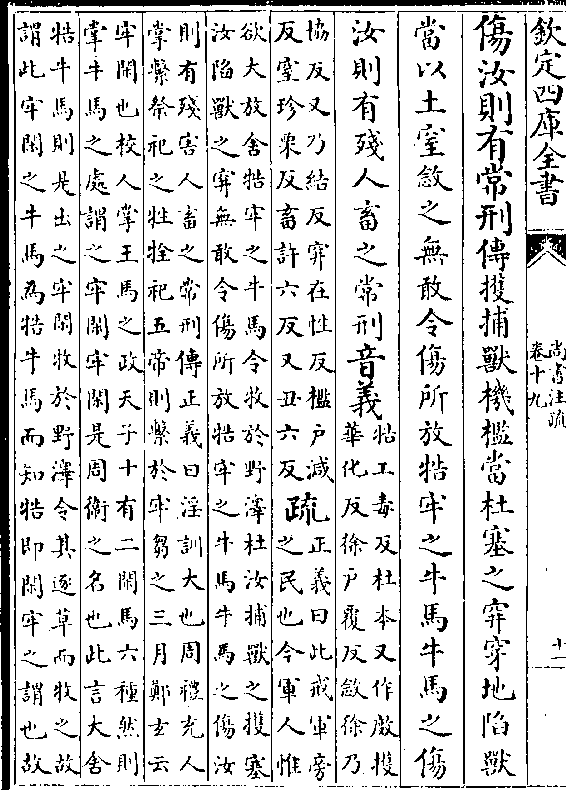 欽定四庫全書
尚書注疏
卷十九
十一
傷汝則有常刑傳擭捕獸機檻當杜塞之穽穿地陷獸
當以土窒斂之無敢令傷所放牿牢之牛馬牛馬之傷
汝則有殘人畜之常刑音義
牿工毒反杜本又作擭
華化反徐戶覆反斂徐乃
協反又乃結反穽在性反檻戶減
反窒珍栗反畜許六反又丑六反
疏
正義曰此戒軍旁
之民也今軍人惟
欲大放舍牿牢之牛馬令牧於野澤杜汝捕獸之擭塞
汝陷獸之穽無敢令傷所放牿牢之牛馬牛馬之傷汝
則有殘害人畜之常刑傳正義曰淫訓大也周禮充人
掌繫祭祀之牲牷祀五帝則繫於牢芻之三月鄭玄云
牢閑也校人掌王馬之政天子十有二閑馬六種然則
掌牛馬之處謂之牢閑牢閑是周衛之名也此言大舍
牿牛馬則是出之牢閑牧於野澤令其逐草而牧之故
謂此牢閑之牛馬為牿牛馬而知牿即閑牢之謂也故